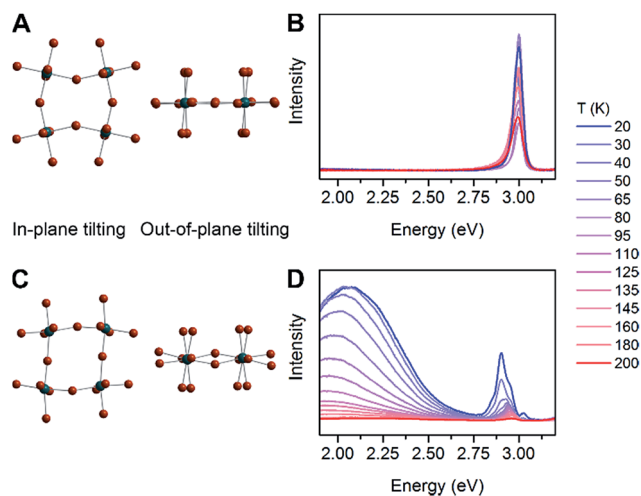 A
B
Intensity
2.00 2.25 2.50 2.75 3.00
Energy (eV)
In-plane tilting Out-of-plane tilting
C
D
Intensity
2.00 2.25 2.50 2.75 3.00
Energy (eV)
T (K)
20
30
40
50
65
80
95
110
125
135
145
160
180
200